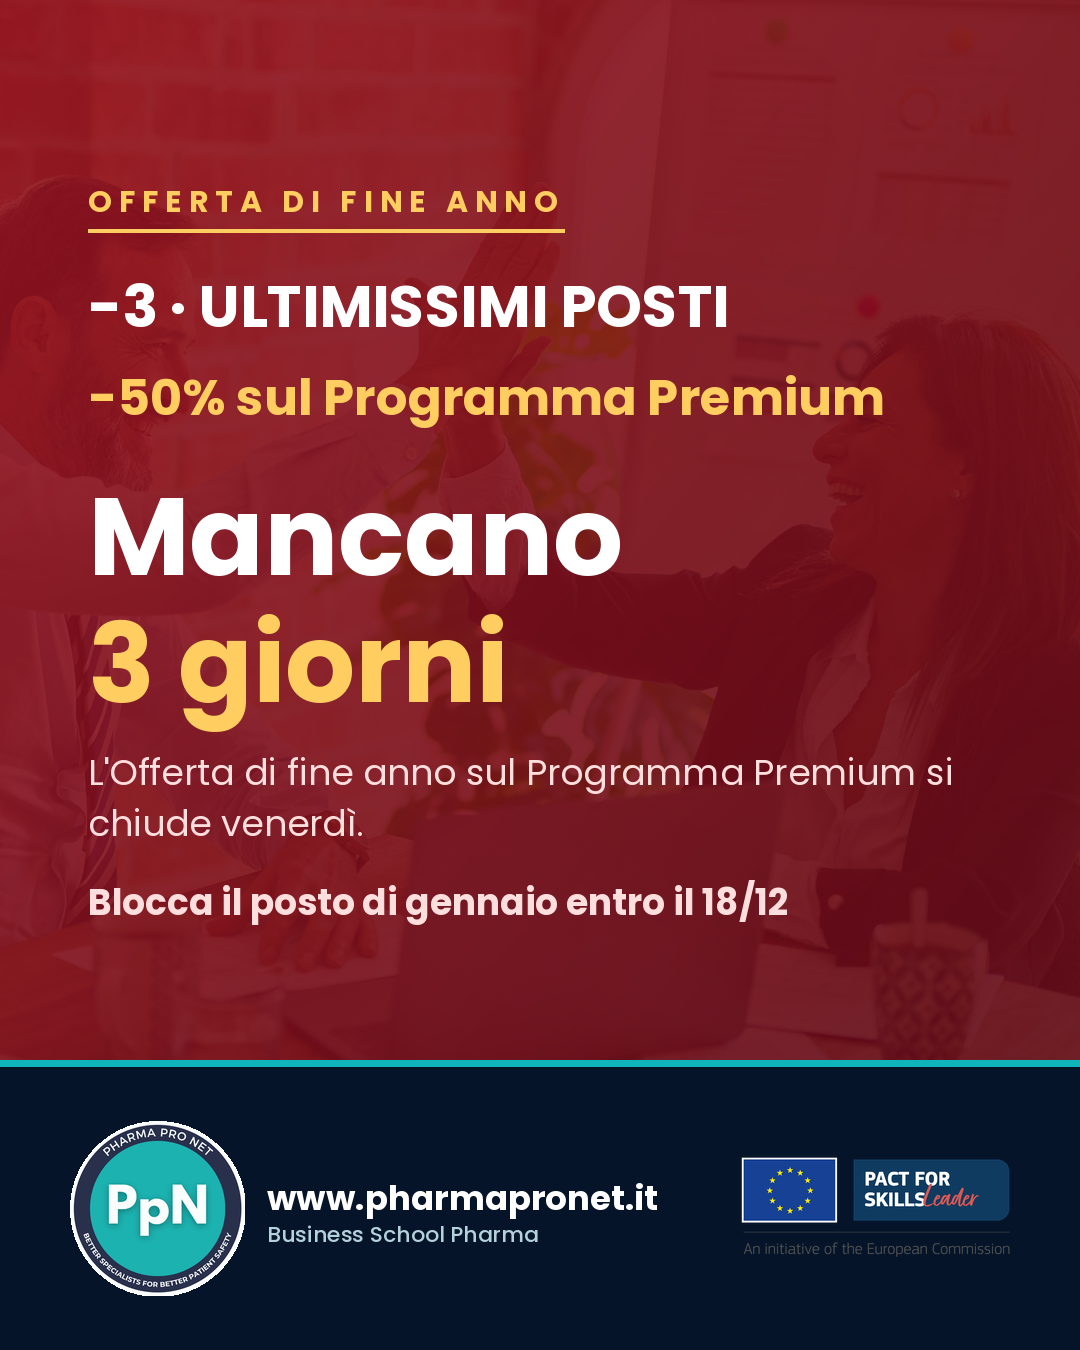 OFFERTA DI FINE ANNO
-3 · ULTIMISSIMI POSTI
-50% sul Programma Premium
Mancano
3 giorni
L'Offerta di fine anno sul Programma Premium si
chiude venerdì.
Blocca il posto di gennaio entro il 18/12
PHARMA PRO NET
PpN
BETTER SPECIALISTS FOR BETTER PATIENT SAFETY
www.pharmapronet.it
Business School Pharma
PACT FOR
SKILLS Leader
An initiative of the European Commission